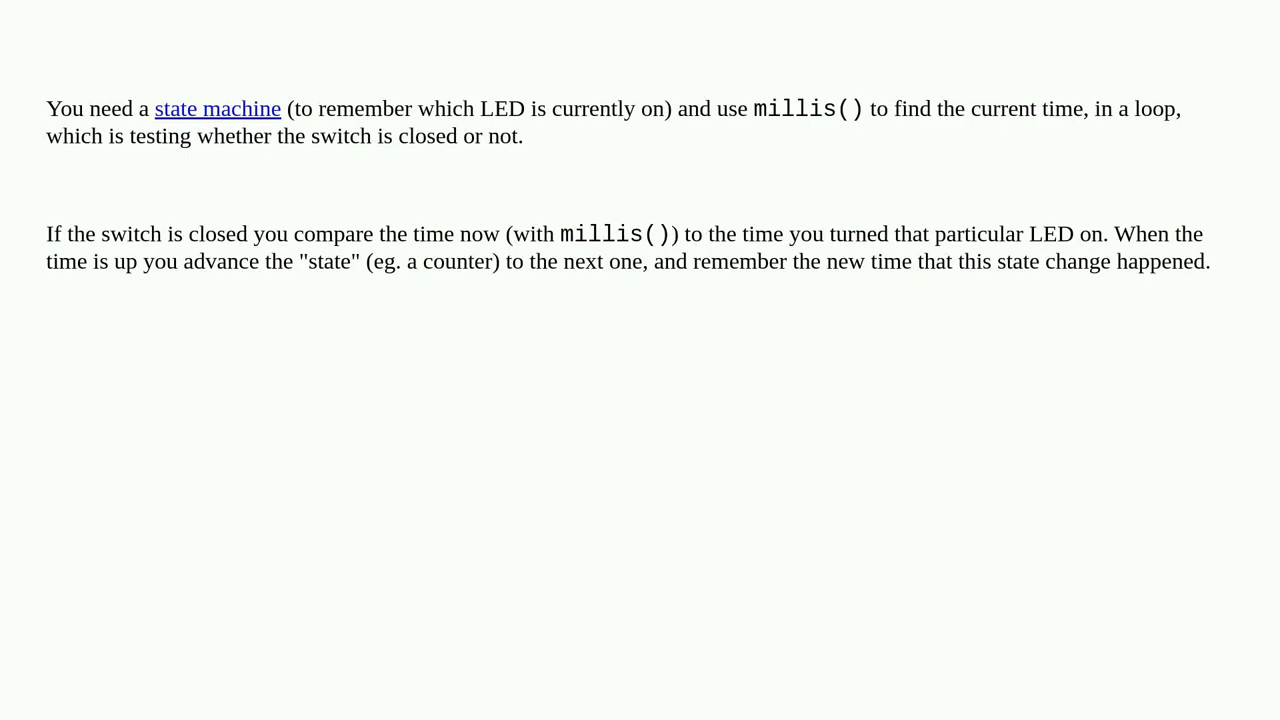 You need a state machine (to remember which LED is currently on) and use millis() to find the current time, in a loop,
which is testing whether the switch is closed or not.
If the switch is closed you compare the time now (with millis()) to the time you turned that particular LED on. When the
time is up you advance the "state" (eg. a counter) to the next one, and remember the new time that this state change happened.